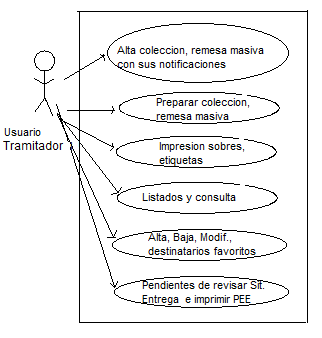 Alta coleccion, remesa masiva
con sus notificaciones
Preparar coleccion,
remesa masiva
Usuario
Tramitador
Impresion sobres,
etiquetas
Listados y consulta
Alta, Baja, Modif.,
destinatarios favoritos
Pendientes de revisar Sit.
Entrega e imprimir PEE